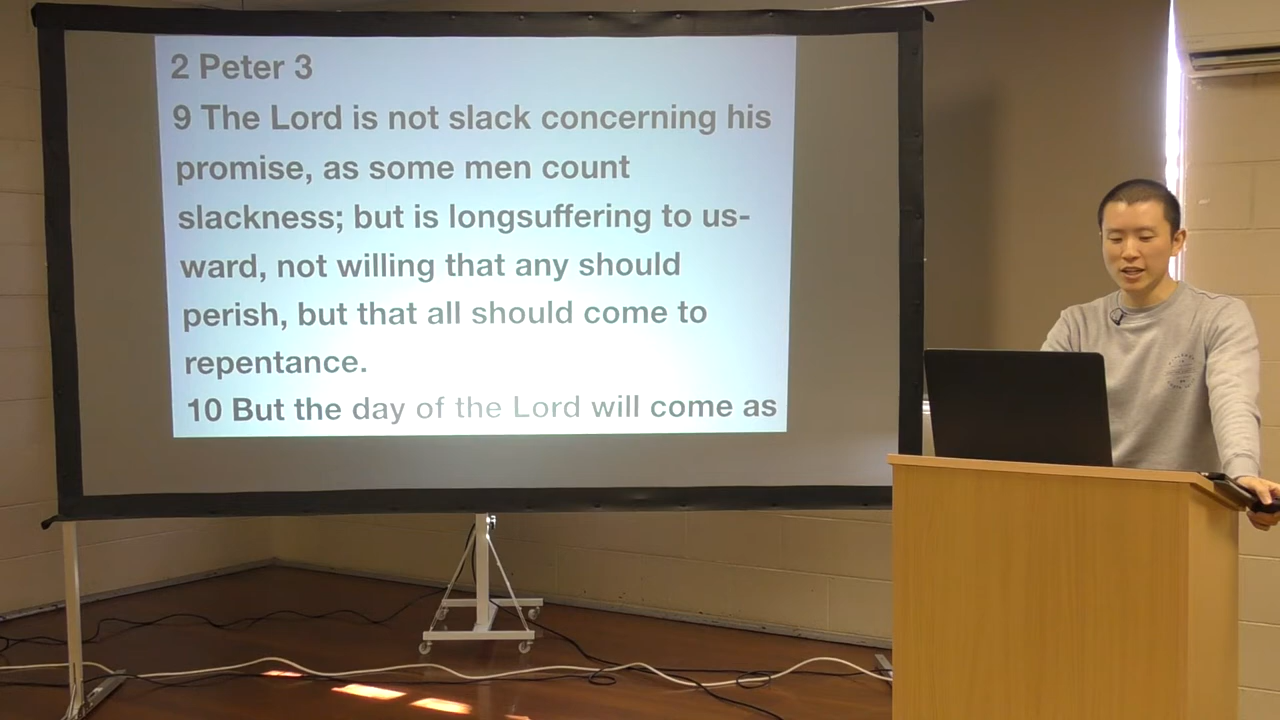 2 Peter 3
9 The Lord is not slack concerning his
promise, as some men count
slackness; but is longsuffering to us-
ward, not willing that any should
perish, but that all should come to
repentance.
10 But the day of the Lord will come as